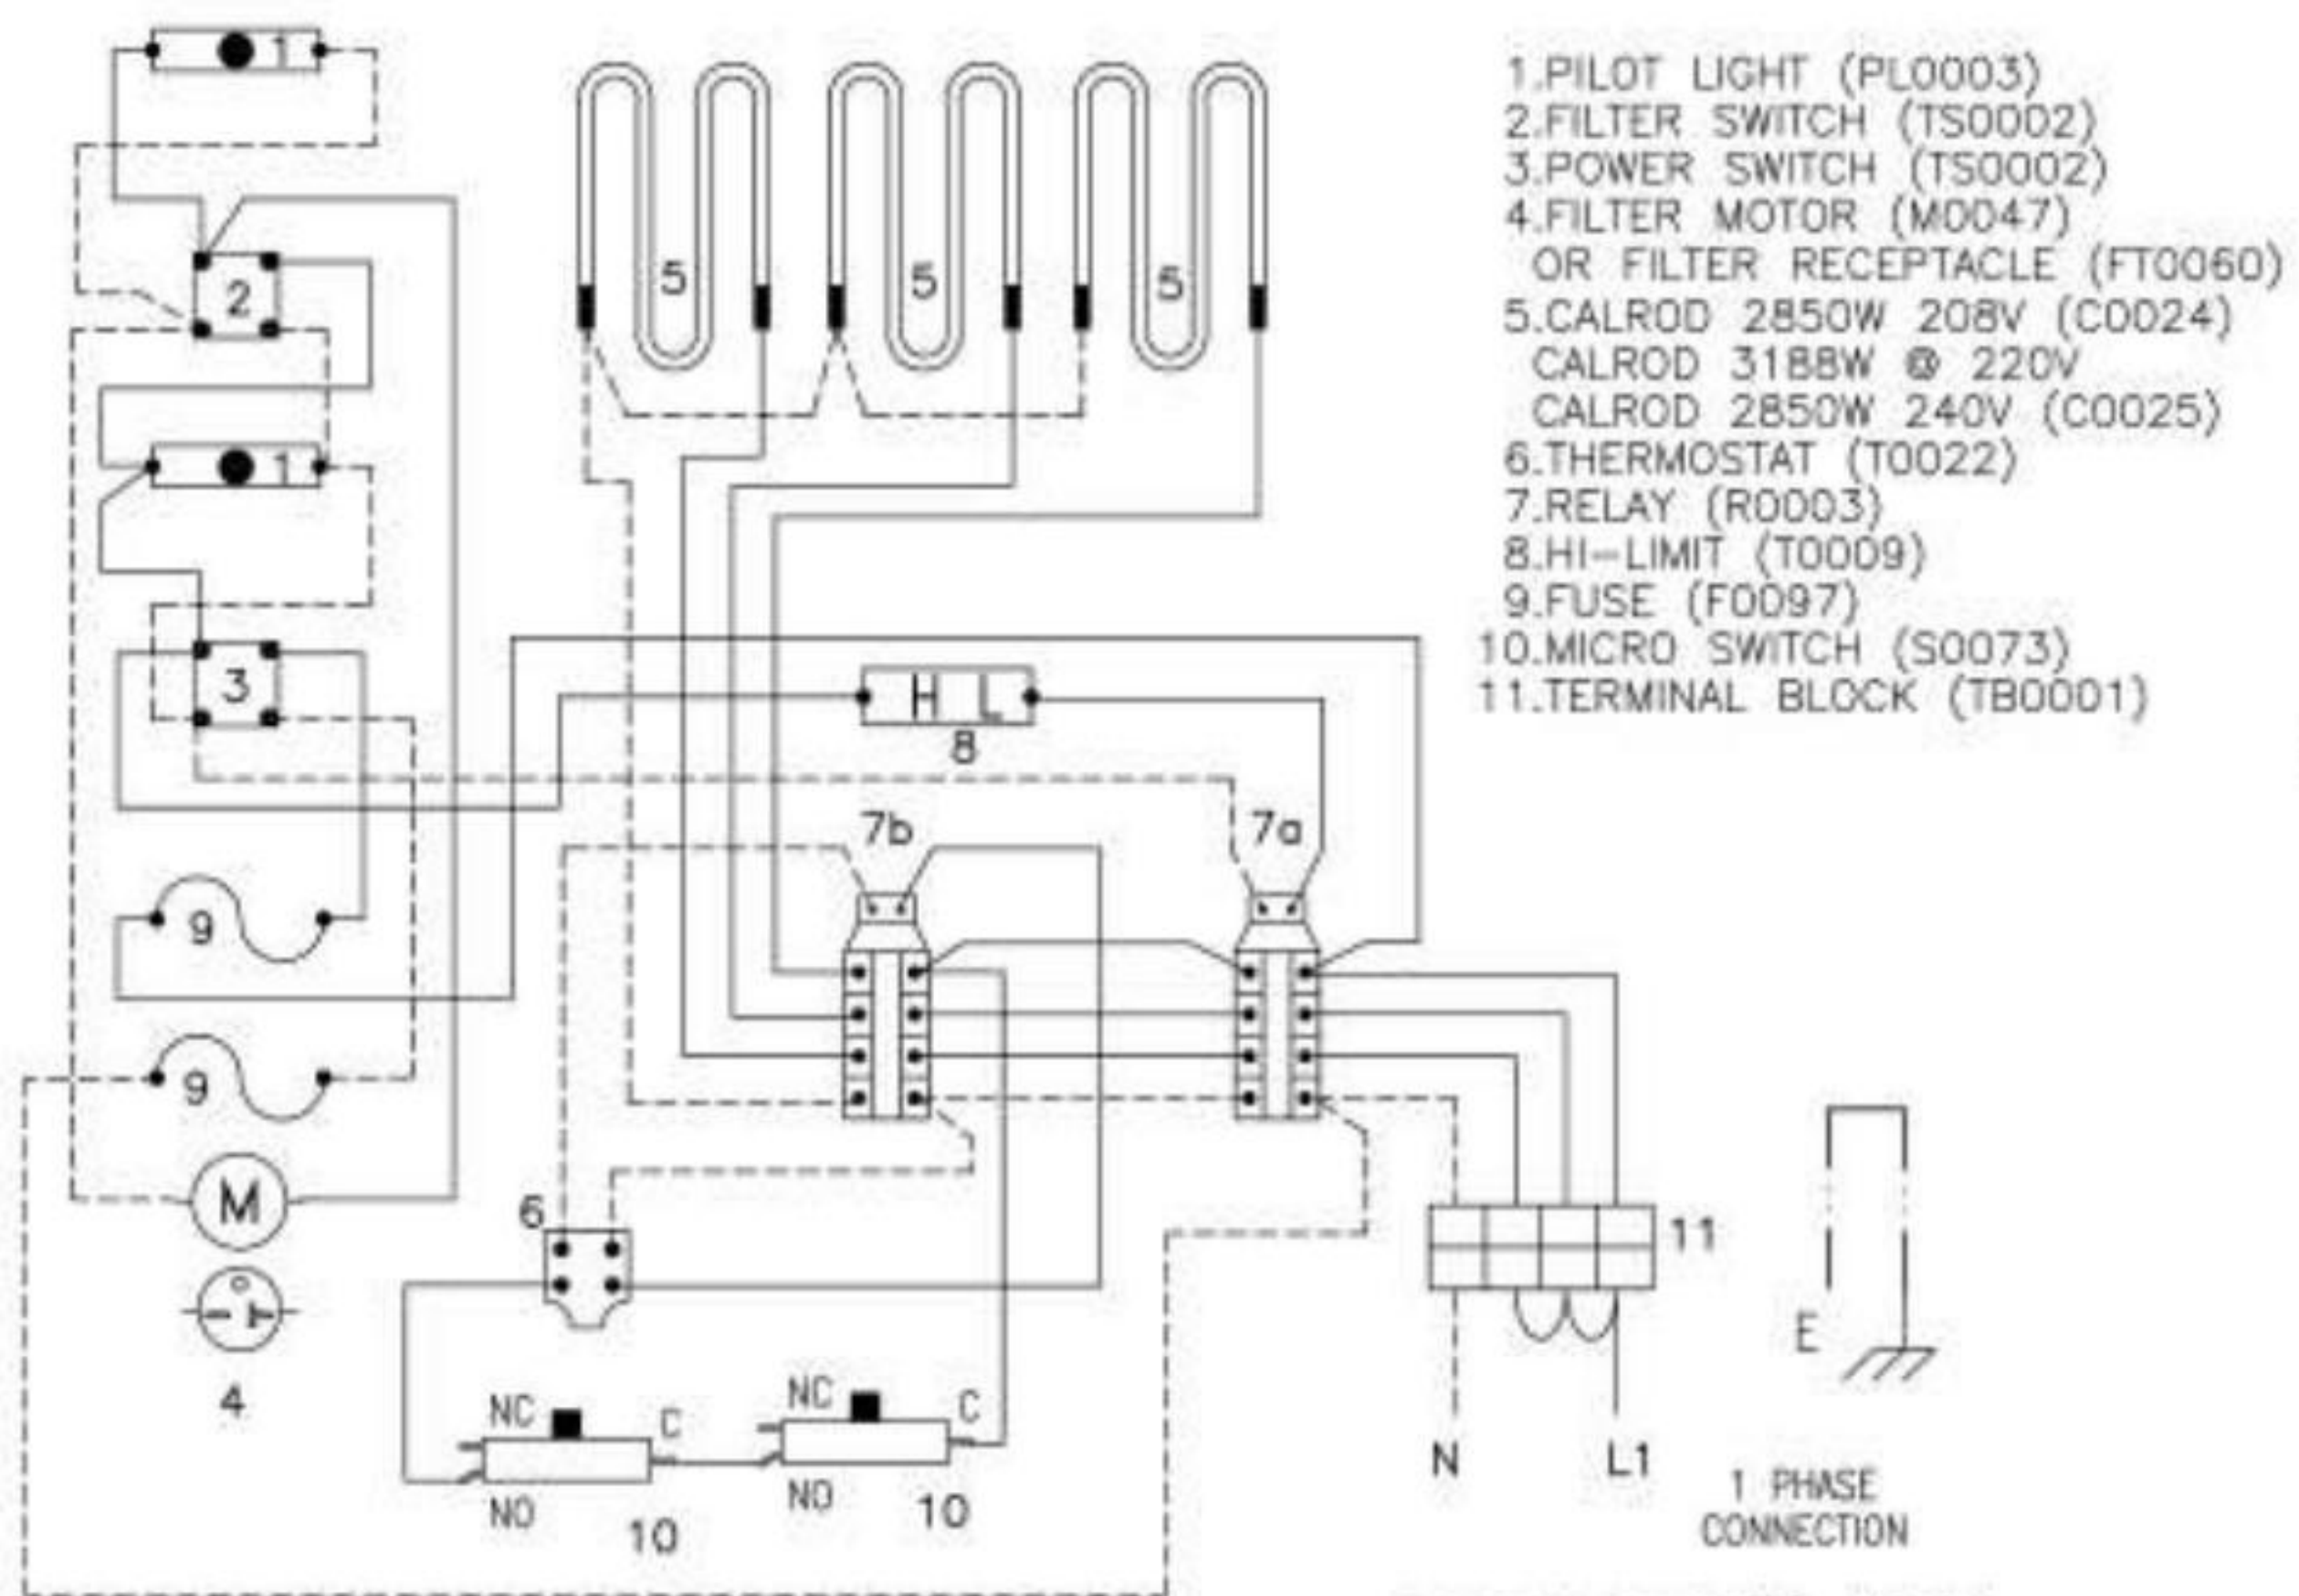 1.PILOT LIGHT (PL0003)
2.FILTER SWITCH (TS0002)
3.POWER SWITCH (TS0002)
4.FILTER MOTOR (M0047)
OR FILTER RECEPTACLE (FT0060)
5.CALROD 2850W 208V (C0024)
CALROD 3188W @ 220V
CALROD 2850W 240V (C0025)
6.THERMOSTAT (T0022)
7.RELAY (R0003)
8.HI-LIMIT (T0009)
9.FUSE (F0097)
10.MICRO SWITCH (S0073)
11.TERMINAL BLOCK (TB0001)
1
2
5
5
5
1
3
H L
8
7b
7a
9
9
M
6
11
4
E
NC
C
NC
C
NO
10
NO
10
N
L1
1 PHASE
CONNECTION